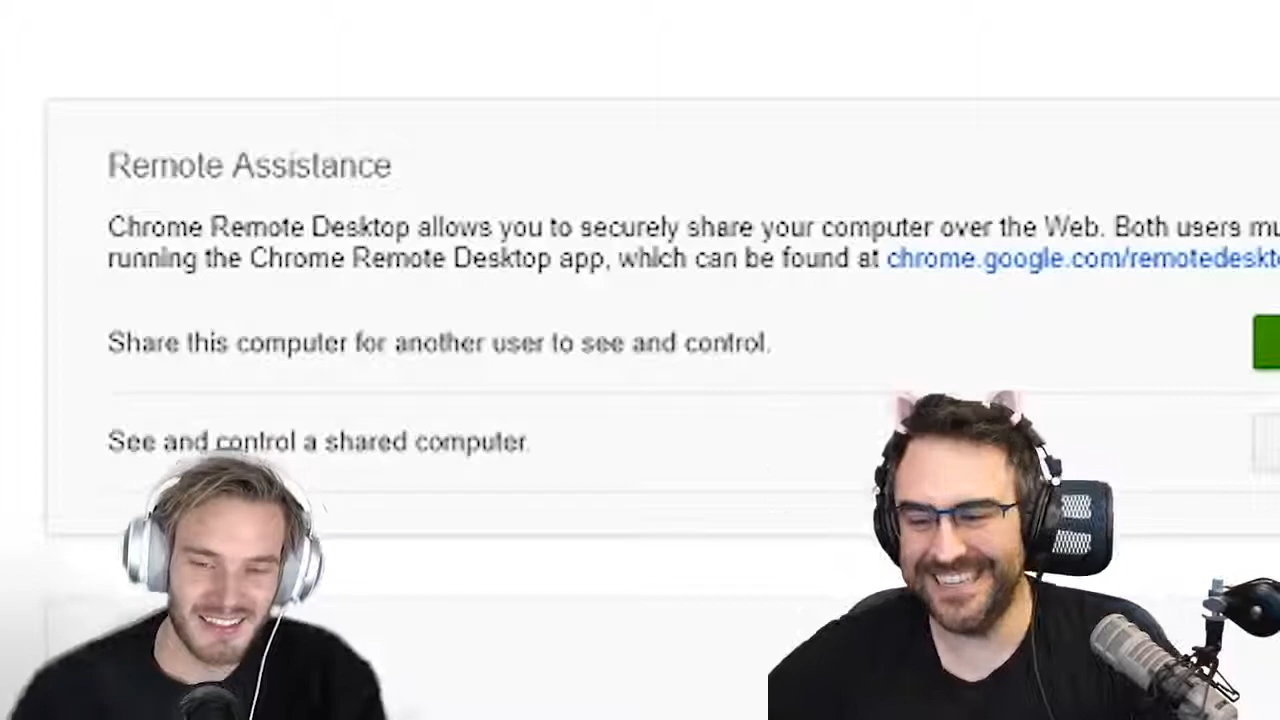 Remote Assistance
Chrome Remote Desktop allows you to securely share your computer over the Web. Both users
running the Chrome Remote Desktop app, which can be found at
Share this computer for another user to see and control.
See and control a shared computer.